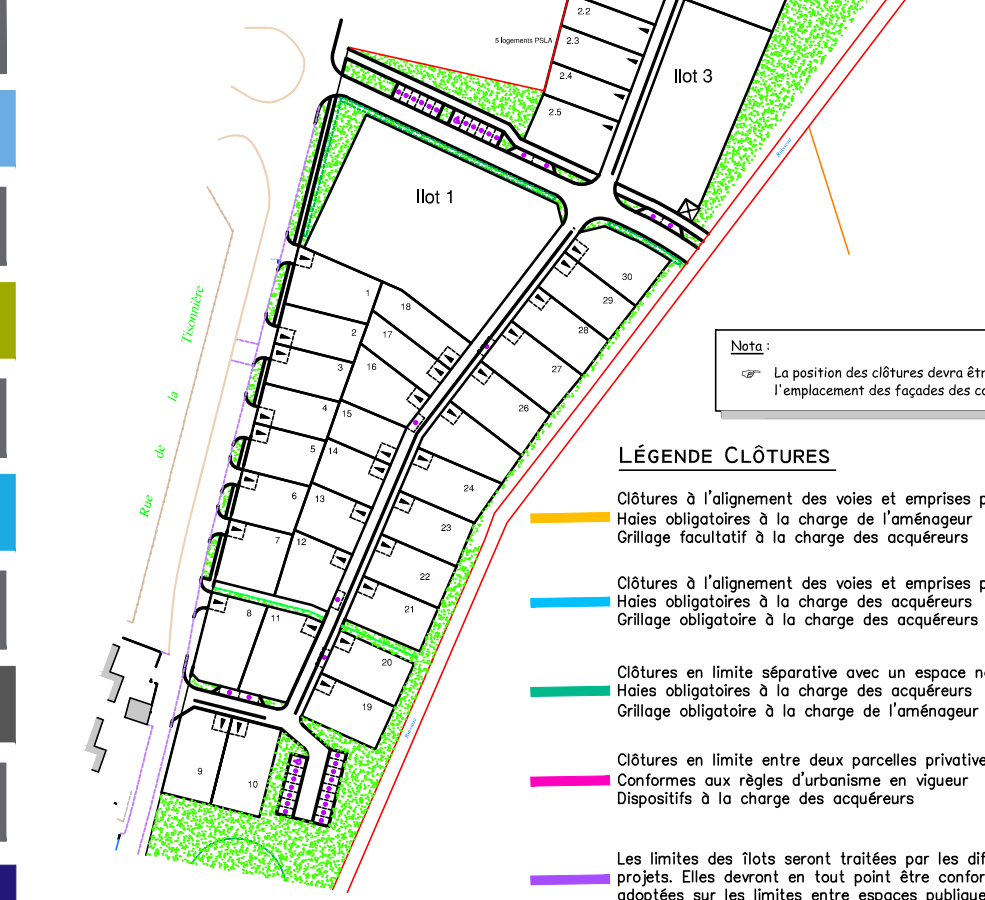 2.2
5 logements PSLA
2.3
2.4
2.5
Ilot 3
Ruisseau
Ilot 1
Rue de la Tisonnière
30
29
28
27
26
24
23
22
21
20
19
1
18
2
17
3
16
4
15
5
14
6
13
7
12
8
11
9
10
Ruisseau
Nota :
☞ La position des clôtures devra êtr
l'emplacement des façades des co
LÉGENDE CLÔTURES
Clôtures à l'alignement des voies et emprises p
Haies obligatoires à la charge de l'aménageur
Grillage facultatif à la charge des acquéreurs
Clôtures à l'alignement des voies et emprises p
Haies obligatoires à la charge des acquéreurs
Grillage obligatoire à la charge des acquéreurs
Clôtures en limite séparative avec un espace n
Haies obligatoires à la charge des acquéreurs
Grillage obligatoire à la charge de l'aménageur
Clôtures en limite entre deux parcelles privative
Conformes aux règles d'urbanisme en vigueur
Dispositifs à la charge des acquéreurs
Les limites des îlots seront traitées par les dif
projets. Elles devront en tout point être confor
adoptées sur les limites entre espaces publique